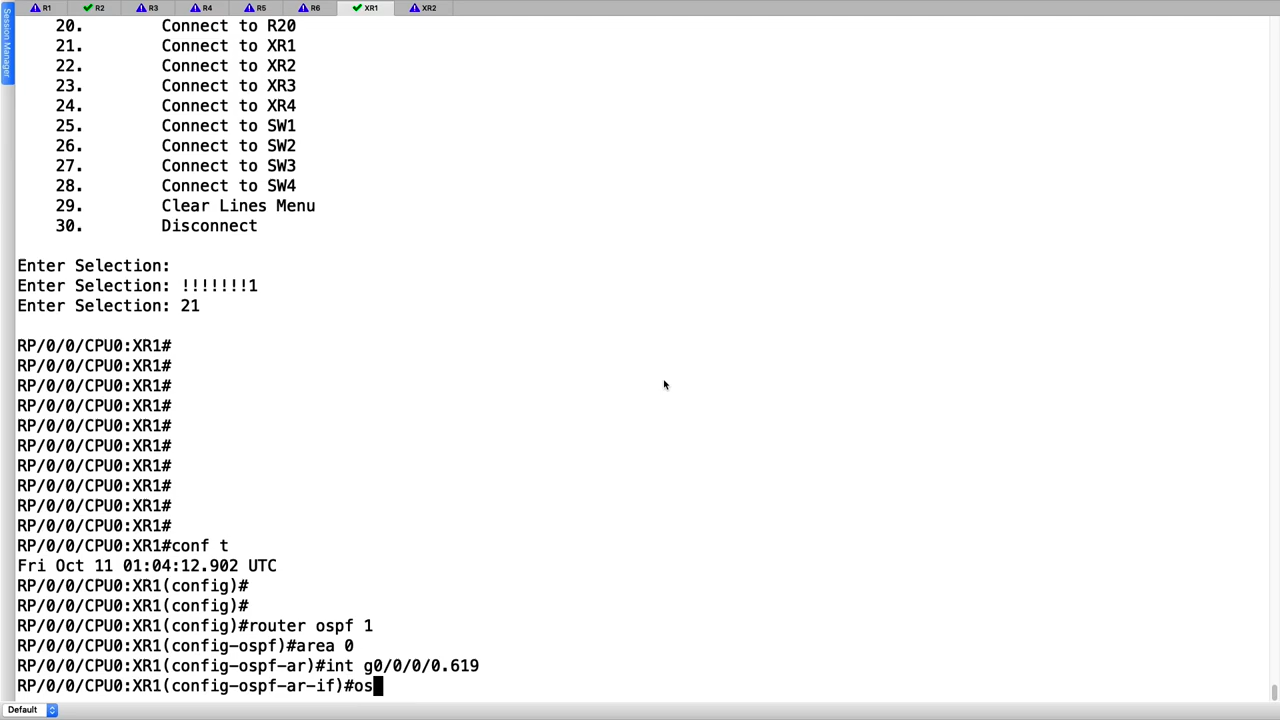 R1 R2 R3 R4 R5 R6 XR1 XR2
Session Manager
20. Connect to R20
21. Connect to XR1
22. Connect to XR2
23. Connect to XR3
24. Connect to XR4
25. Connect to SW1
26. Connect to SW2
27. Connect to SW3
28. Connect to SW4
29. Clear Lines Menu
30. Disconnect
Enter Selection:
Enter Selection: !!!!!!!1
Enter Selection: 21
RP/0/0/CPU0:XR1#
RP/0/0/CPU0:XR1#
RP/0/0/CPU0:XR1#
RP/0/0/CPU0:XR1#
RP/0/0/CPU0:XR1#
RP/0/0/CPU0:XR1#
RP/0/0/CPU0:XR1#
RP/0/0/CPU0:XR1#
RP/0/0/CPU0:XR1#
RP/0/0/CPU0:XR1#
RP/0/0/CPU0:XR1#conf t
Fri Oct 11 01:04:12.902 UTC
RP/0/0/CPU0:XR1(config)#
RP/0/0/CPU0:XR1(config)#
RP/0/0/CPU0:XR1(config)#router ospf 1
RP/0/0/CPU0:XR1(config-ospf)#area 0
RP/0/0/CPU0:XR1(config-ospf-ar)#int g0/0/0/0.619
RP/0/0/CPU0:XR1(config-ospf-ar-if)#os
Default